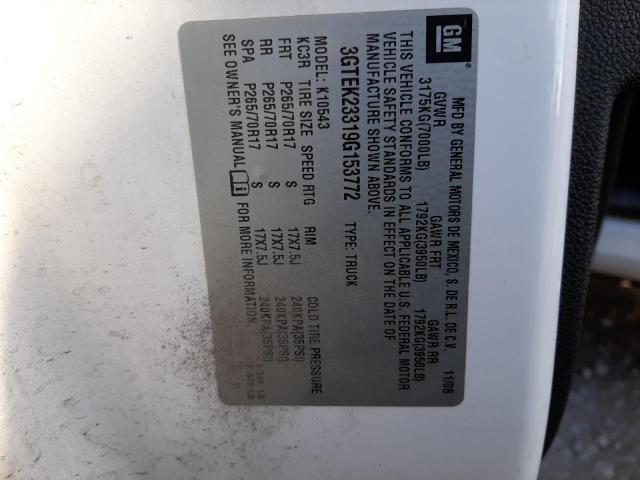 GM
MFD BY GENERAL MOTORS DE MEXICO, S. DE R.L. DE C.V. 11/08
GVWR GAWR FRT GAWR RR
3175KG(7000LB) 1792KG(3950LB) 1792KG(3950LB)
THIS VEHICLE CONFORMS TO ALL APPLICABLE U.S. FEDERAL MOTOR
VEHICLE SAFETY STANDARDS IN EFFECT ON THE DATE OF
MANUFACTURE SHOWN ABOVE.
3GTEK23319G153772 TYPE: TRUCK
MODEL: K10543
KC3R TIRE SIZE SPEED RTG RIM COLD TIRE PRESSURE
FRT P265/70R17 S 17X7.5J 240KPA(35PSI)
RR P265/70R17 S 17X7.5J 240KPA(35PSI)
SPA P265/70R17 S 17X7.5J 240KPA(35PSI)
SEE OWNER'S MANUAL FOR MORE INFORMATION.